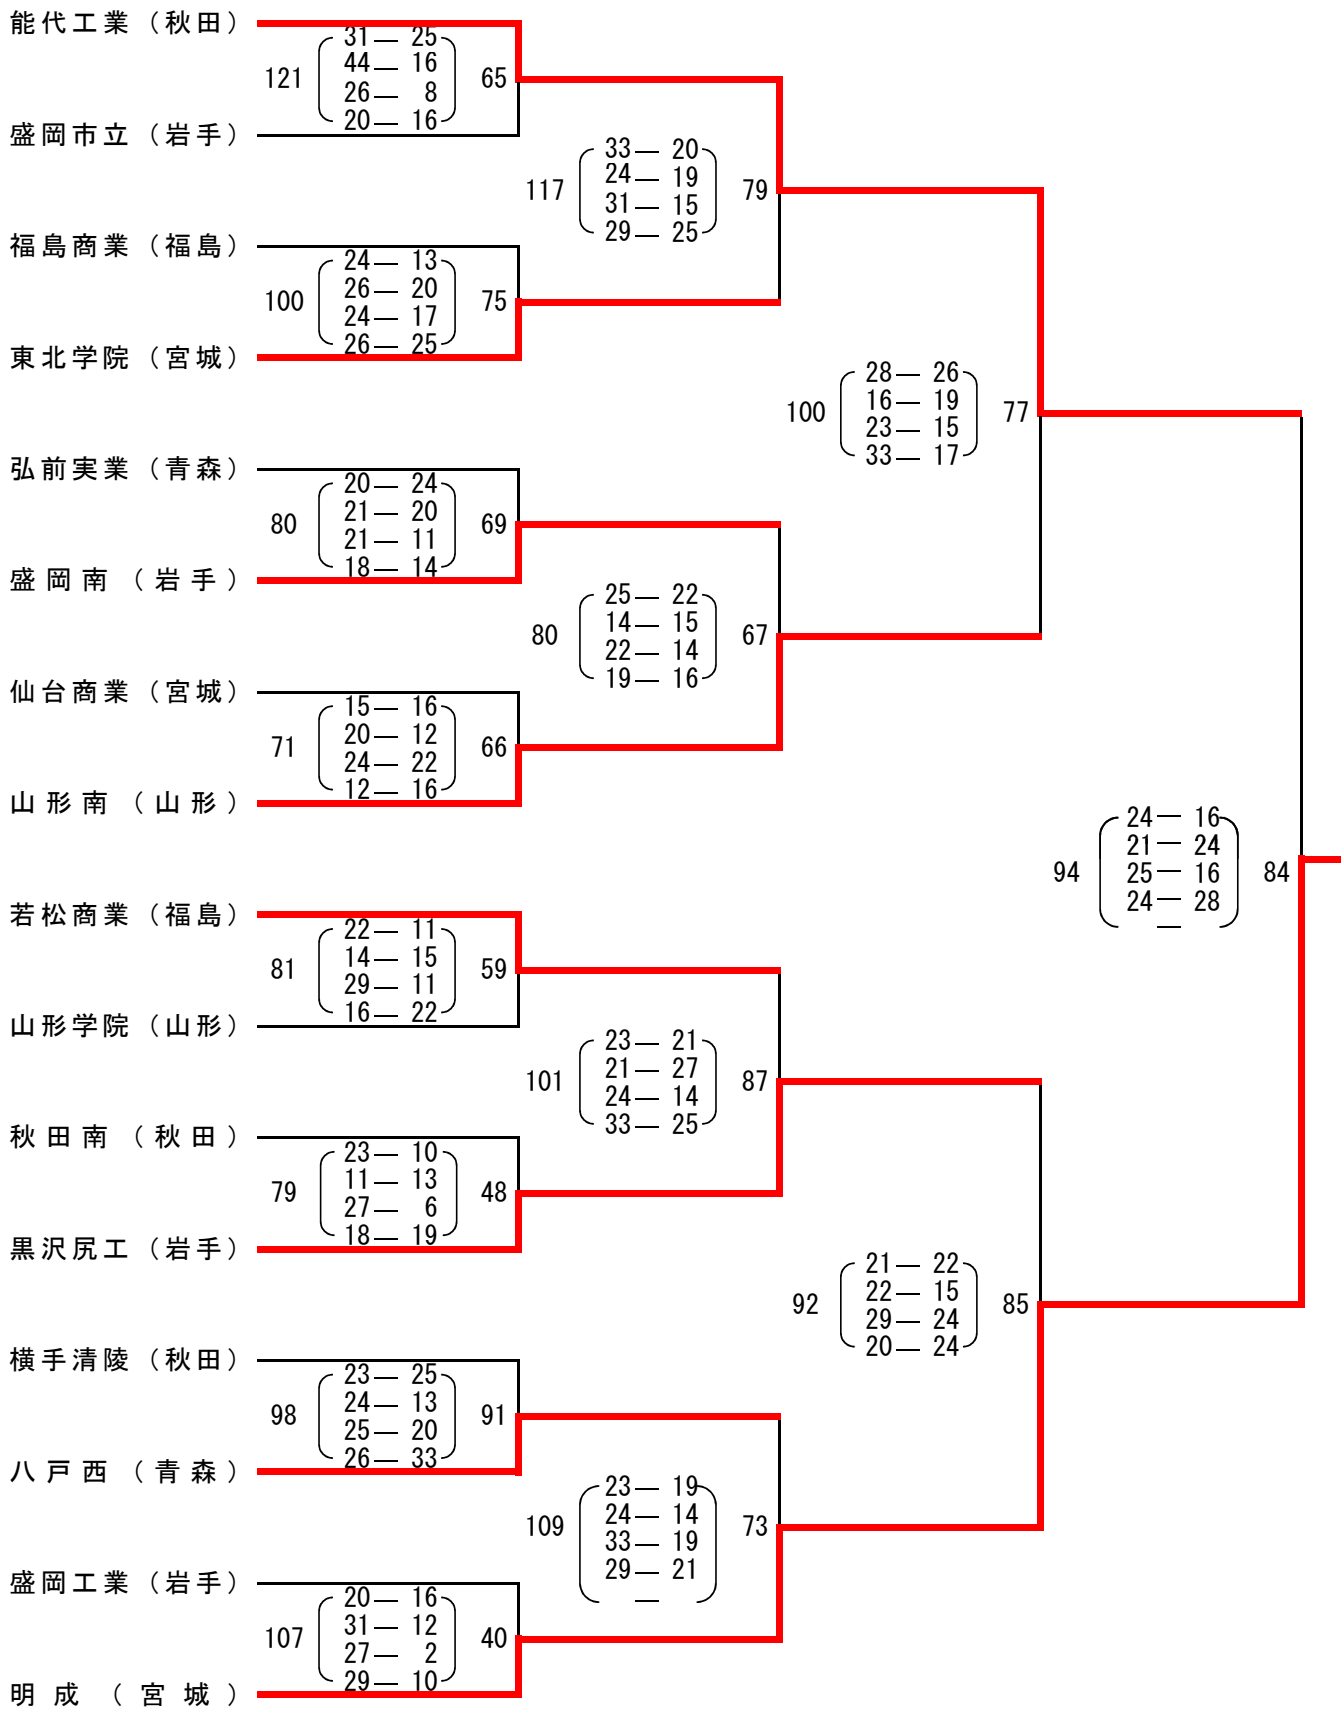 能代工業（秋田）
121 31— 25 65
44— 16
26— 8
20— 16
盛岡市立（岩手）
117 33— 20 79
24— 19
31— 15
29— 25
福島商業（福島）
100 24— 13 75
26— 20
24— 17
26— 25
東北学院（宮城）
100 28— 26 77
16— 19
23— 15
33— 17
弘前実業（青森）
80 20— 24 69
21— 20
21— 11
18— 14
盛岡南（岩手）
80 25— 22 67
14— 15
22— 14
19— 16
仙台商業（宮城）
71 15— 16 66
20— 12
24— 22
12— 16
山形南（山形）
94 24— 16 84
21— 24
25— 16
24— 28
—
若松商業（福島）
81 22— 11 59
14— 15
29— 11
16— 22
山形学院（山形）
101 23— 21 87
21— 27
24— 14
33— 25
秋田南（秋田）
79 23— 10 48
11— 13
27— 6
18— 19
黒沢尻工（岩手）
92 21— 22 85
22— 15
29— 24
20— 24
横手清陵（秋田）
98 23— 25 91
24— 13
25— 20
26— 33
八戸西（青森）
109 23— 19 73
24— 14
33— 19
29— 21
—
盛岡工業（岩手）
107 20— 16 40
31— 12
27— 2
29— 10
明成（宮城）